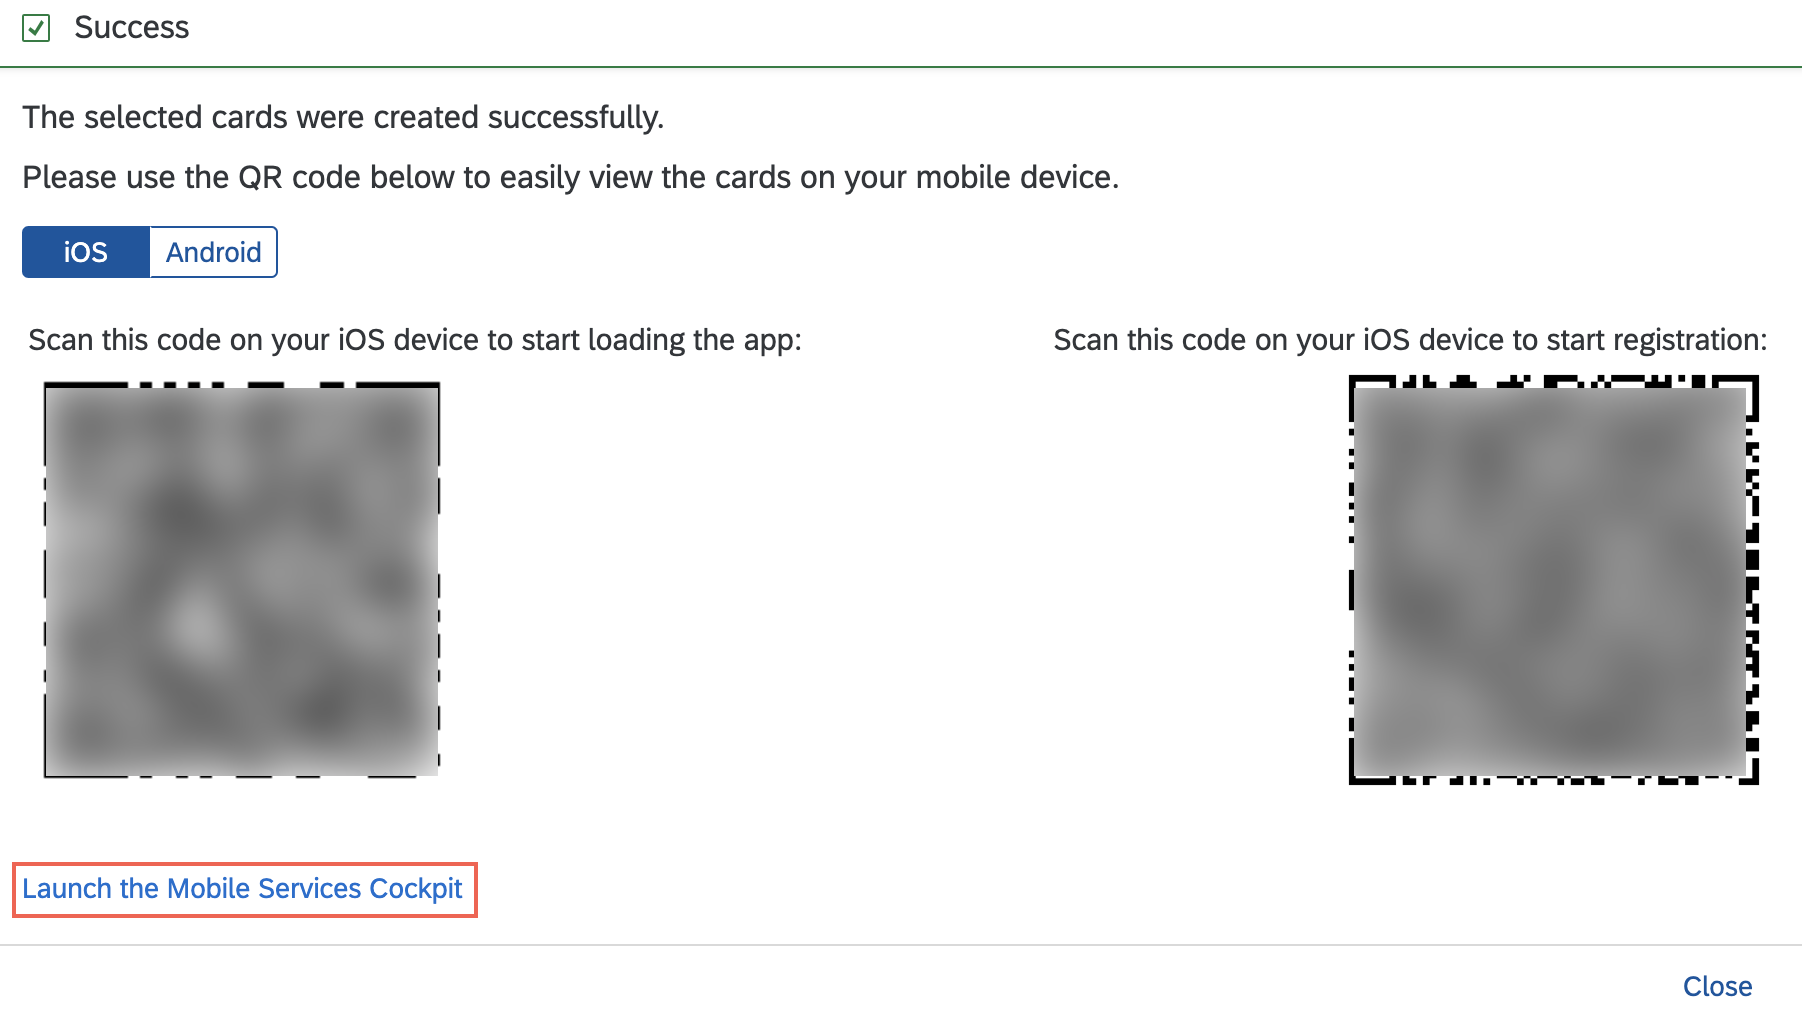 Success
The selected cards were created successfully.
Please use the QR code below to easily view the cards on your mobile device.
iOS Android
Scan this code on your iOS device to start loading the app: Scan this code on your iOS device to start registration:
Launch the Mobile Services Cockpit
Close